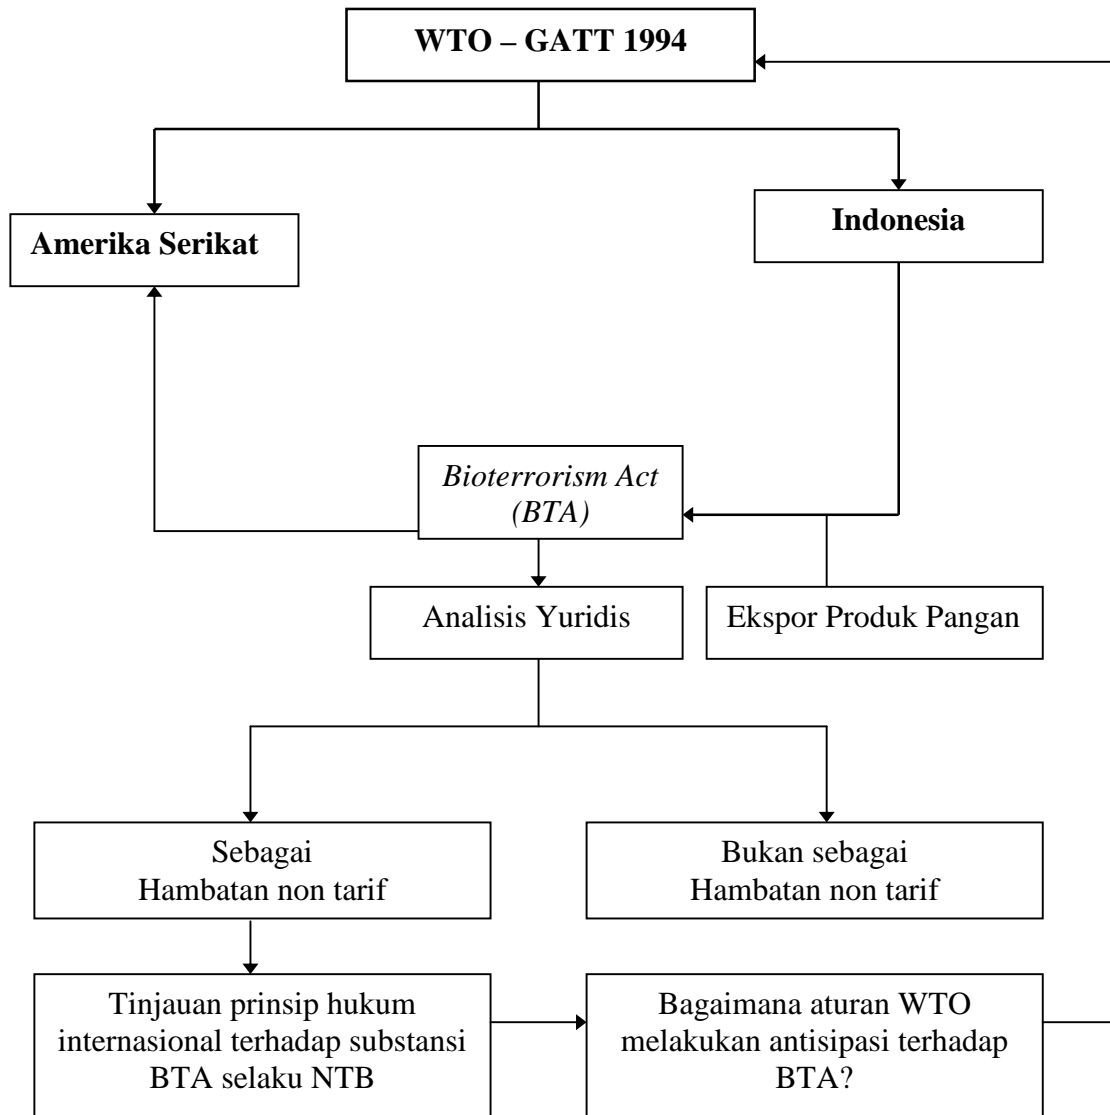 WTO – GATT 1994
Amerika Serikat
Indonesia
Bioterrorism Act
(BTA)
Analisis Yuridis
Ekspor Produk Pangan
Sebagai
Hambatan non tarif
Bukan sebagai
Hambatan non tarif
Tinjauan prinsip hukum
internasional terhadap substansi
BTA selaku NTB
Bagaimana aturan WTO
melakukan antisipasi terhadap
BTA?